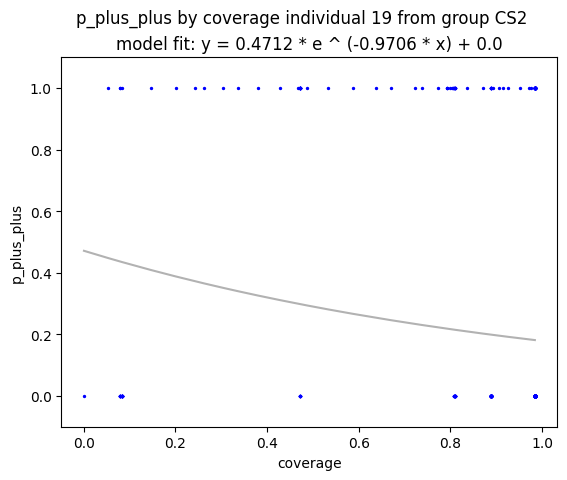 p_plus_plus by coverage individual 19 from group CS2
model fit: y = 0.4712 * e ^ (-0.9706 * x) + 0.0
1.0
0.8
0.6
0.4
0.2
0.0
p_plus_plus
0.0 0.2 0.4 0.6 0.8 1.0
coverage